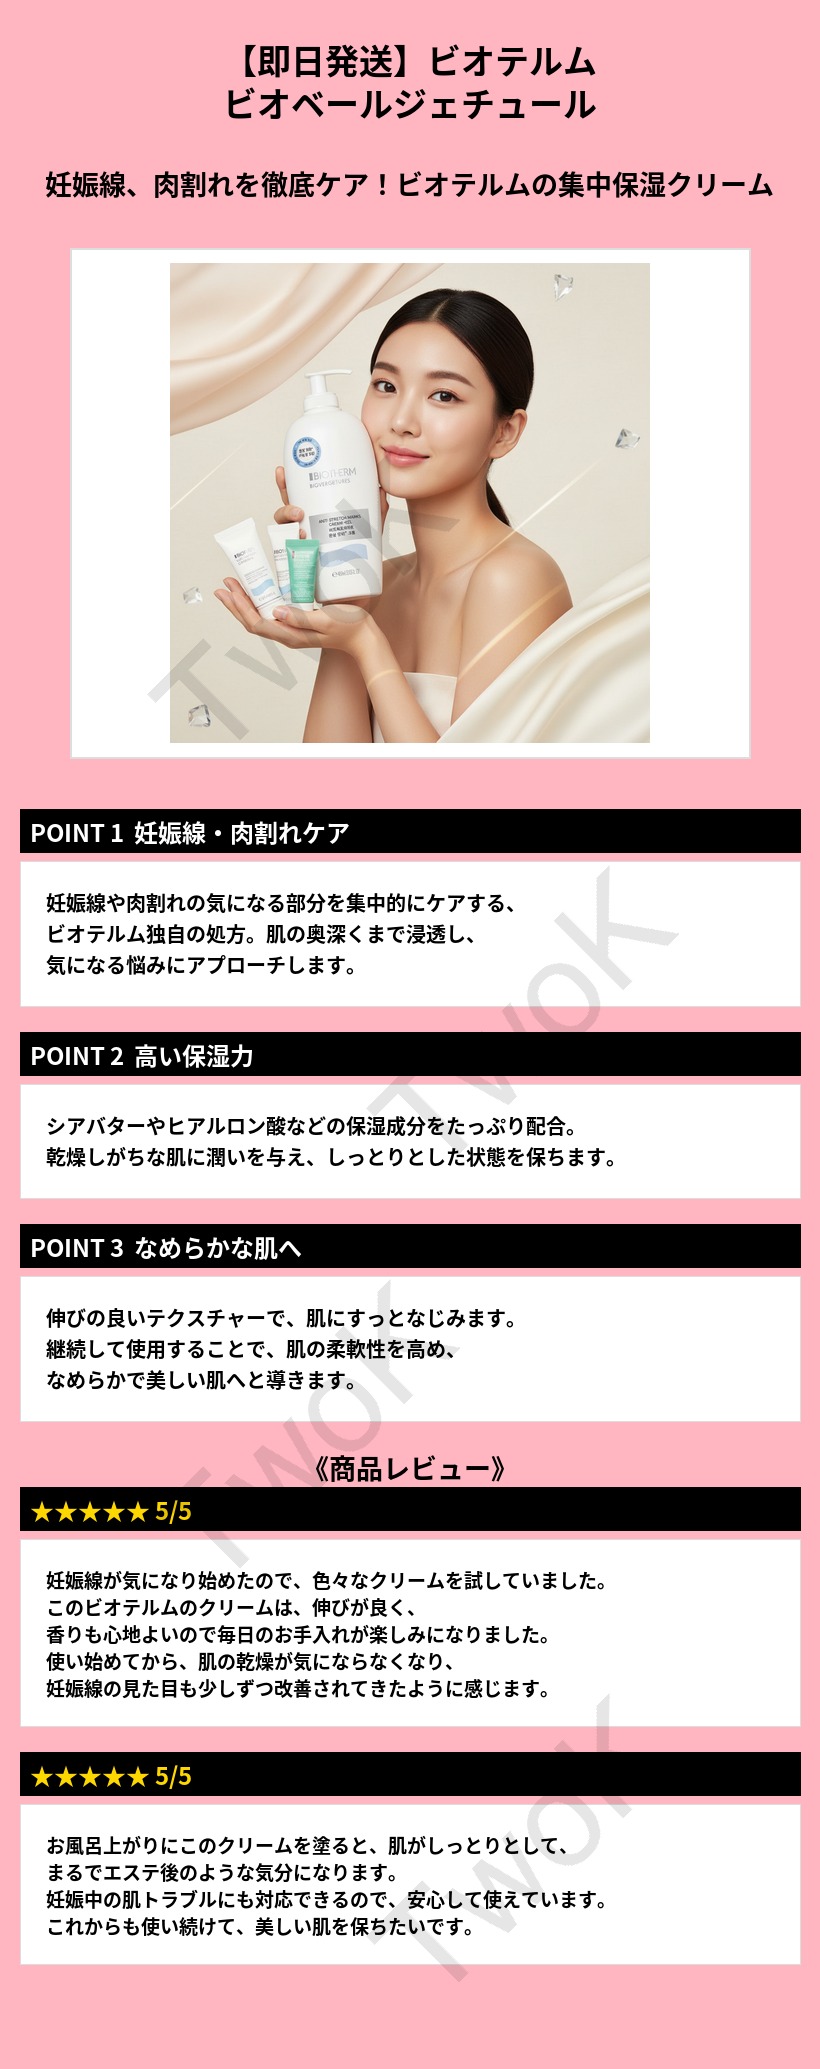 【即日発送】ビオテルム
ビオベールジェチュール
妊娠線、肉割れを徹底ケア！ビオテルムの集中保湿クリーム
BIOTHERM
BIOVERGETURES
ANTI-STRETCH MARKS
CREAM-GEL
TwoK
POINT 1 妊娠線・肉割れケア
妊娠線や肉割れの気になる部分を集中的にケアする、
ビオテルム独自の処方。肌の奥深くまで浸透し、
気になる悩みにアプローチします。
TwoK
POINT 2 高い保湿力
シアバターやヒアルロン酸などの保湿成分をたっぷり配合。
乾燥しがちな肌に潤いを与え、しっとりとした状態を保ちます。
POINT 3 なめらかな肌へ
伸びの良いテクスチャーで、肌にすっとなじみます。
継続して使用することで、肌の柔軟性を高め、
なめらかで美しい肌へと導きます。
TwoK
《商品レビュー》
★★★★★ 5/5
妊娠線が気になり始めたので、色々なクリームを試していました。
このビオテルムのクリームは、伸びが良く、
香りも心地よいので毎日のお手入れが楽しみになりました。
使い始めてから、肌の乾燥が気にならなくなり、
妊娠線の見た目も少しずつ改善されてきたように感じます。
★★★★★ 5/5
お風呂上がりにこのクリームを塗ると、肌がしっとりとして、
まるでエステ後のような気分になります。
妊娠中の肌トラブルにも対応できるので、安心して使えています。
これからも使い続けて、美しい肌を保ちたいです。
TwoK